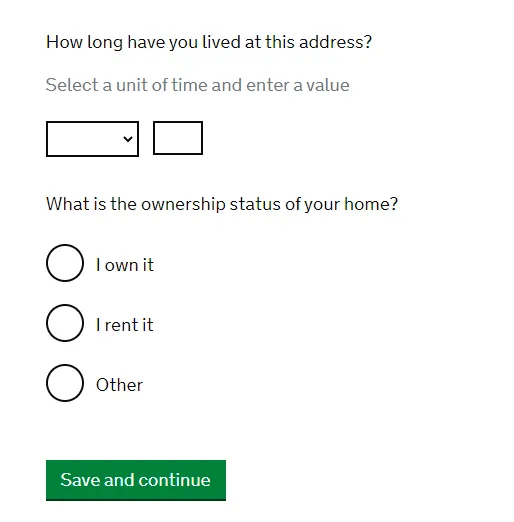 How long have you lived at this address?
Select a unit of time and enter a value
What is the ownership status of your home?
I own it
I rent it
Other
Save and continue